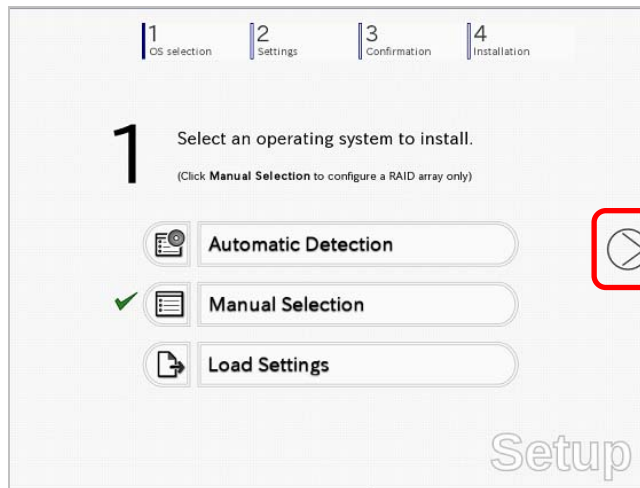 1 2 3 4
OS selection Settings Confirmation Installation
1 Select an operating system to install.
(Click Manual Selection to configure a RAID array only)
Automatic Detection
Manual Selection
Load Settings
Setup